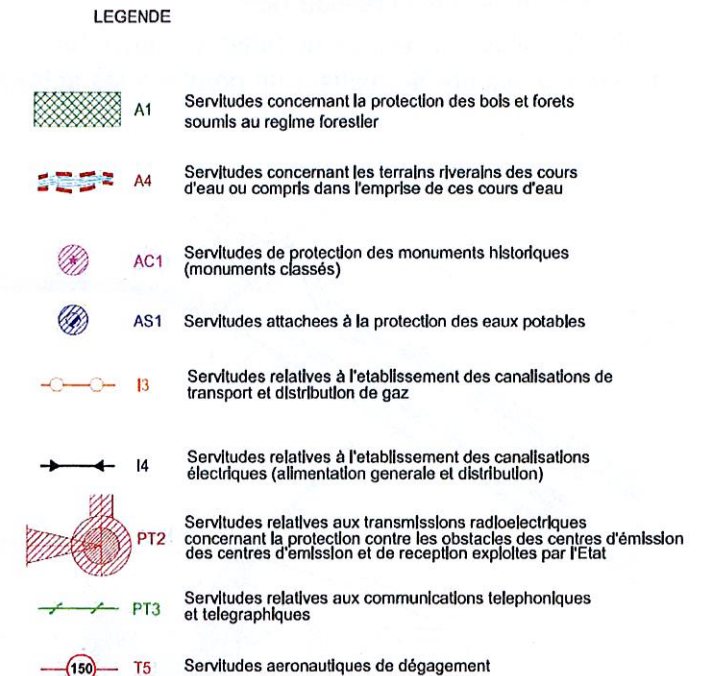 LEGENDE
A1 Servitudes concernant la protection des bois et forets
soumis au regime forestier
A4 Servitudes concernant les terrains riverains des cours
d'eau ou compris dans l'emprise de ces cours d'eau
AC1 Servitudes de protection des monuments historiques
(monuments classés)
AS1 Servitudes attachees à la protection des eaux potables
I3 Servitudes relatives à l'etablissement des canalisations de
transport et distribution de gaz
I4 Servitudes relatives à l'etablissement des canalisations
électriques (alimentation generale et distribution)
PT2 Servitudes relatives aux transmissions radioelectriques
concernant la protection contre les obstacles des centres d'émission
des centres d'emission et de reception exploites par l'Etat
PT3 Servitudes relatives aux communications telephoniques
et telegraphiques
150 T5 Servitudes aeronautiques de dégagement